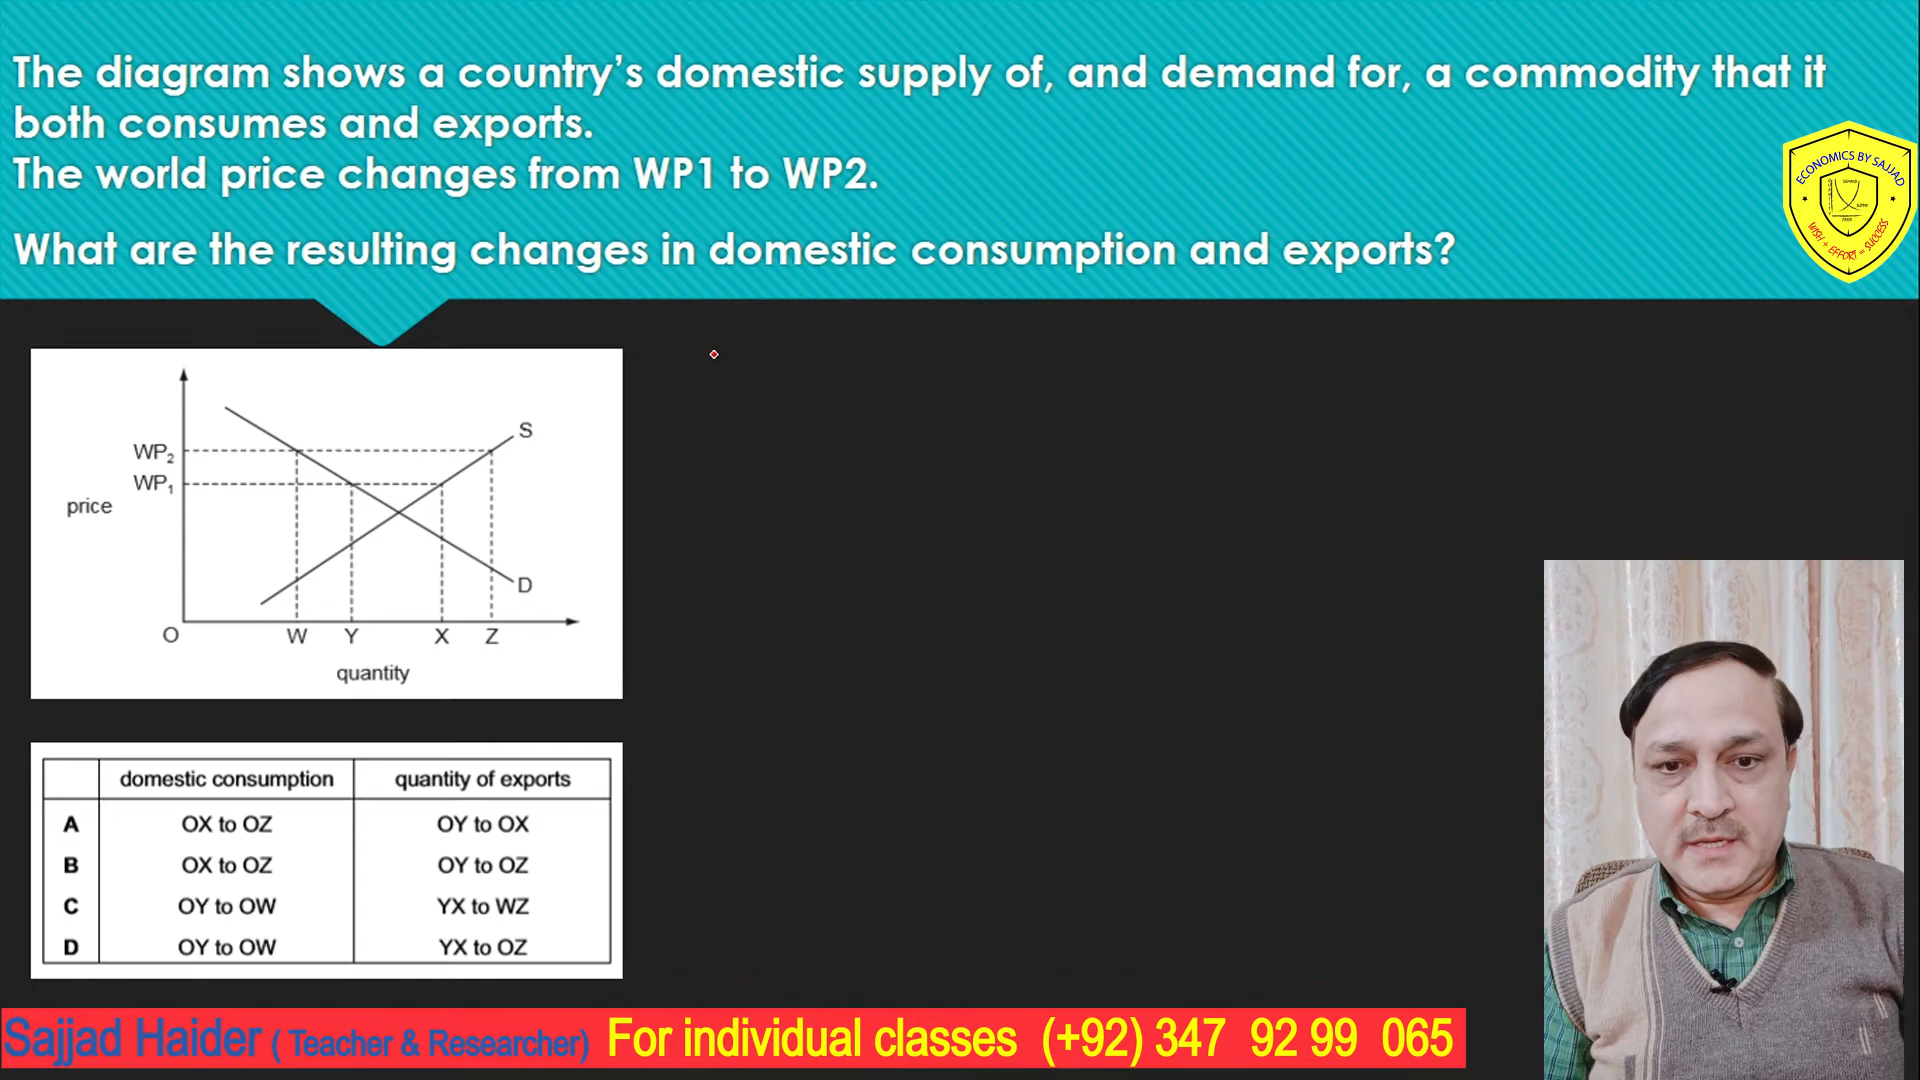 The diagram shows a country’s domestic supply of, and demand for, a commodity that it
both consumes and exports.
The world price changes from WP1 to WP2.
What are the resulting changes in domestic consumption and exports?
ECONOMICS BY SAJJAD
WISH + EFFORT = SUCCESS
S
WP2
WP1
price
D
O W Y X Z
quantity
domestic consumption quantity of exports
A OX to OZ OY to OX
B OX to OZ OY to OZ
C OY to OW YX to WZ
D OY to OW YX to OZ
Sajjad Haider ( Teacher & Researcher) For individual classes (+92) 347 92 99 065